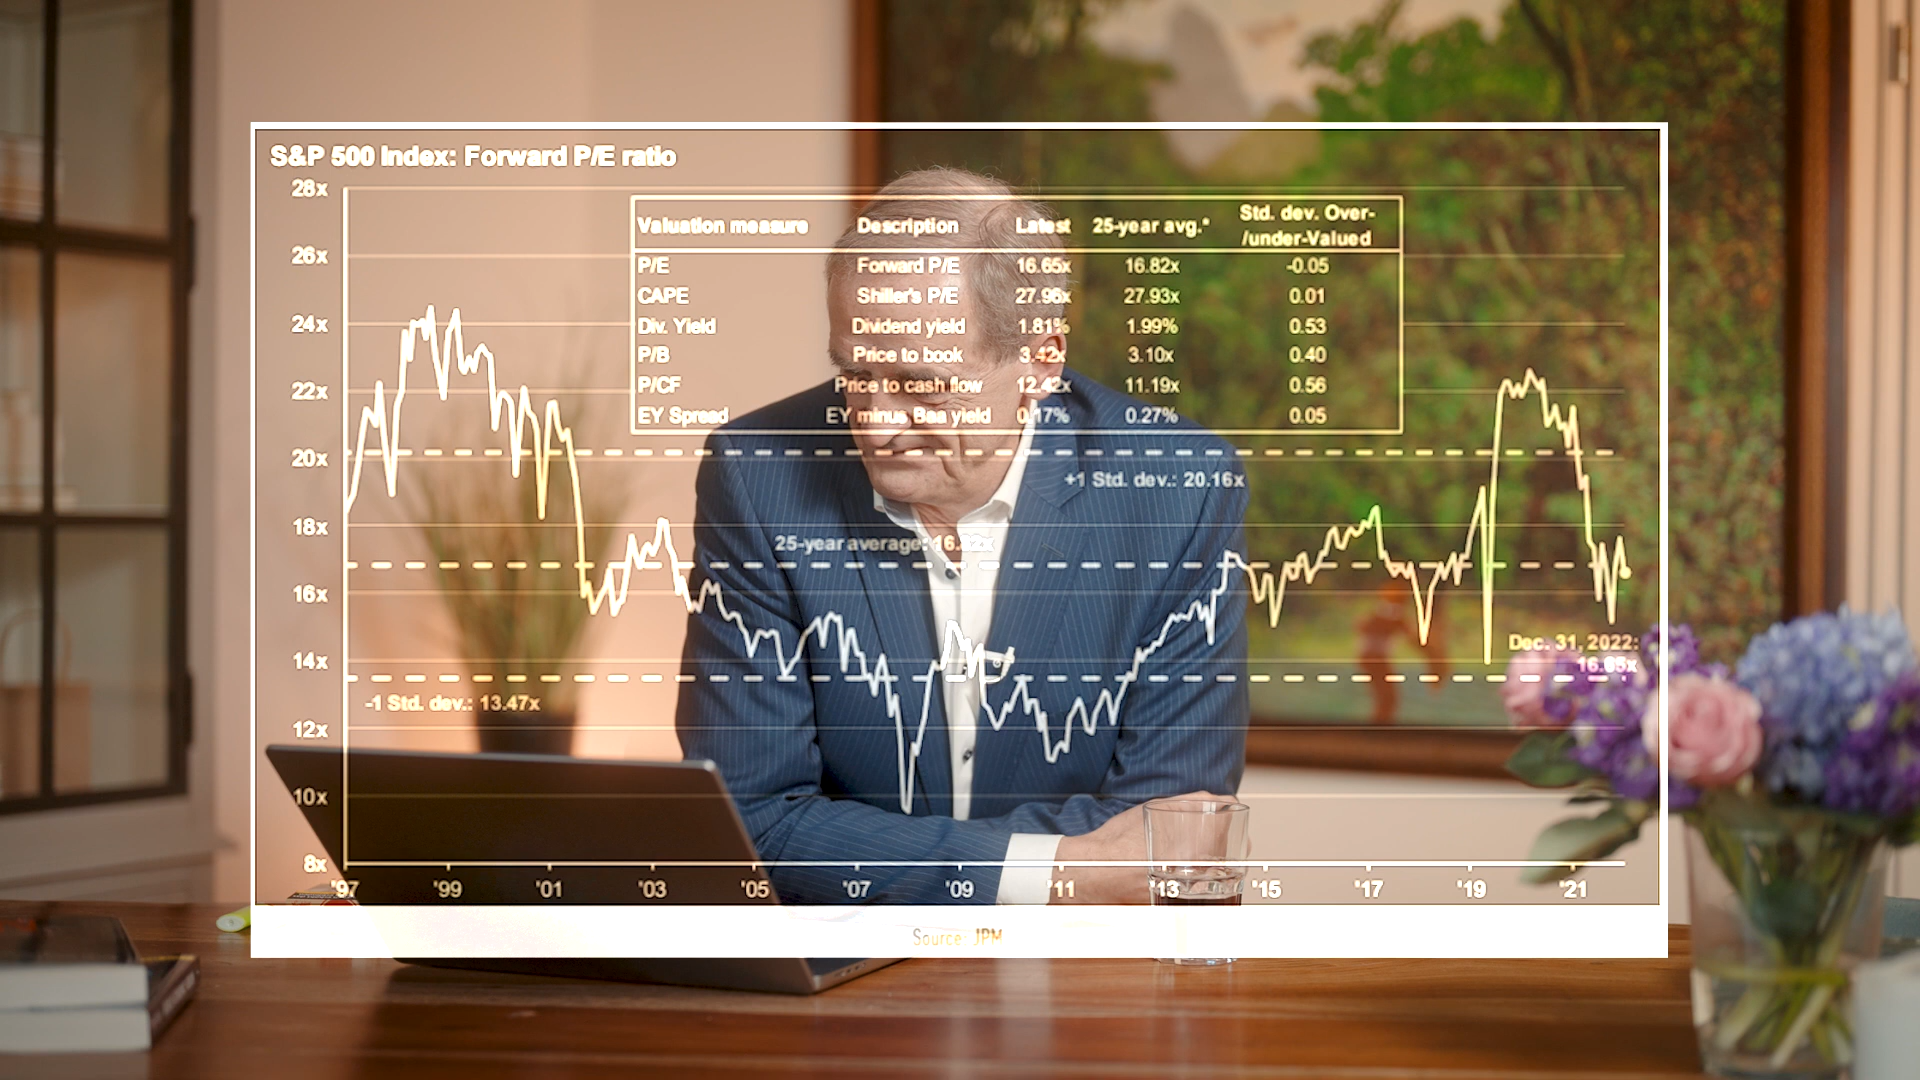 S&P 500 Index: Forward P/E ratio
28x
26x
24x
22x
20x
18x
16x
14x
12x
10x
8x
Valuation measure Description Latest 25-year avg.* Std. dev. Over-/under-Valued
P/E Forward P/E 16.65x 16.82x -0.05
CAPE Shiller's P/E 27.95x 27.93x 0.01
Div. Yield Dividend yield 1.81% 1.99% 0.53
P/B Price to book 3.42x 3.10x 0.40
P/CF Price to cash flow 12.42x 11.19x 0.56
EY Spread EY minus Baa yield 0.17% 0.27% 0.05
+1 Std. dev.: 20.16x
25-year average: 16.82x
Dec. 31, 2022:
16.65x
-1 Std. dev.: 13.47x
'97 '99 '01 '03 '05 '07 '09 '11 '13 '15 '17 '19 '21
Source: JPM